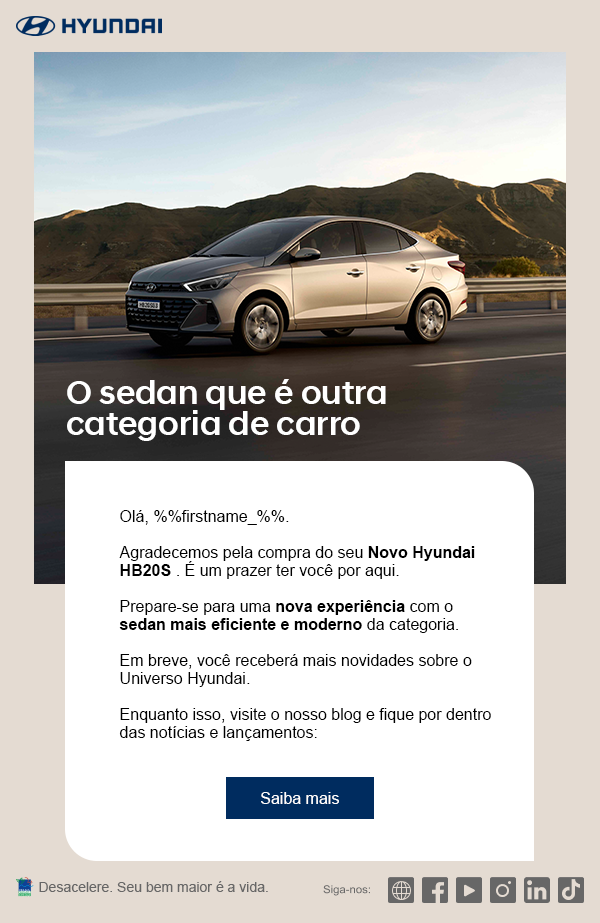 HYUNDAI
HB20S
O sedan que é outra
categoria de carro
Olá, %%firstname_%%.
Agradecemos pela compra do seu Novo Hyundai
HB20S . É um prazer ter você por aqui.
Prepare-se para uma nova experiência com o
sedan mais eficiente e moderno da categoria.
Em breve, você receberá mais novidades sobre o
Universo Hyundai.
Enquanto isso, visite o nosso blog e fique por dentro
das notícias e lançamentos:
Saiba mais
Desacelere. Seu bem maior é a vida.
Siga-nos: